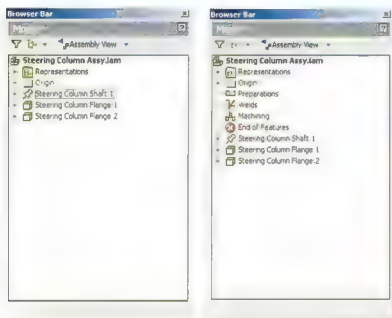 Browser Bar
Assembly View
Steering Column Assy.iam
Representations
Origin
Steering Column Shaft 1
Steering Column Flange:1
Steering Column Flange 2
Browser Bar
Assembly View
Steering Column Assy.iam
Representations
Origin
Preparations
Welds
Machining
End of Features
Steering Column Shaft 1
Steering Column Flange 1
Steering Column Flange:2